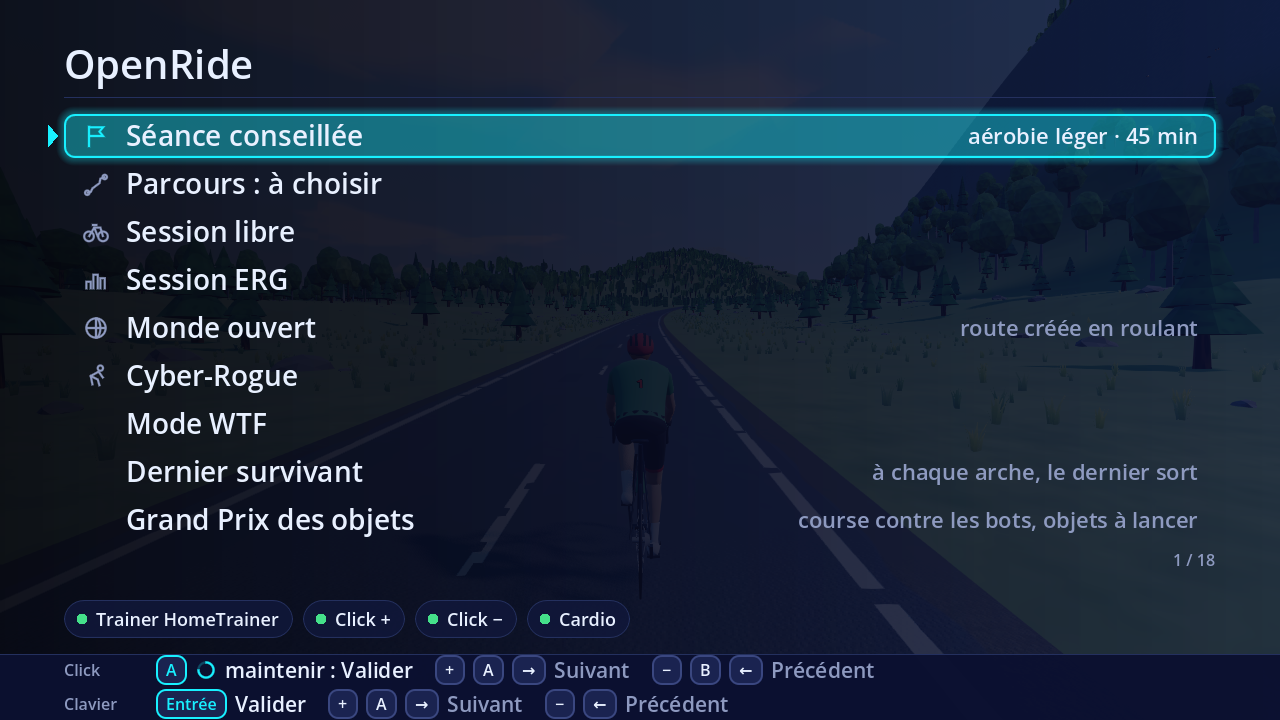 OpenRide
Séance conseillée aérobie léger · 45 min
Parcours : à choisir
Session libre
Session ERG
Monde ouvert route créée en roulant
Cyber-Rogue
Mode WTF
Dernier survivant à chaque arche, le dernier sort
Grand Prix des objets course contre les bots, objets à lancer
1 / 18
Trainer HomeTrainer Click + Click − Cardio
Click A maintenir : Valider + A → Suivant − B ← Précédent
Clavier Entrée Valider + A → Suivant − ← Précédent